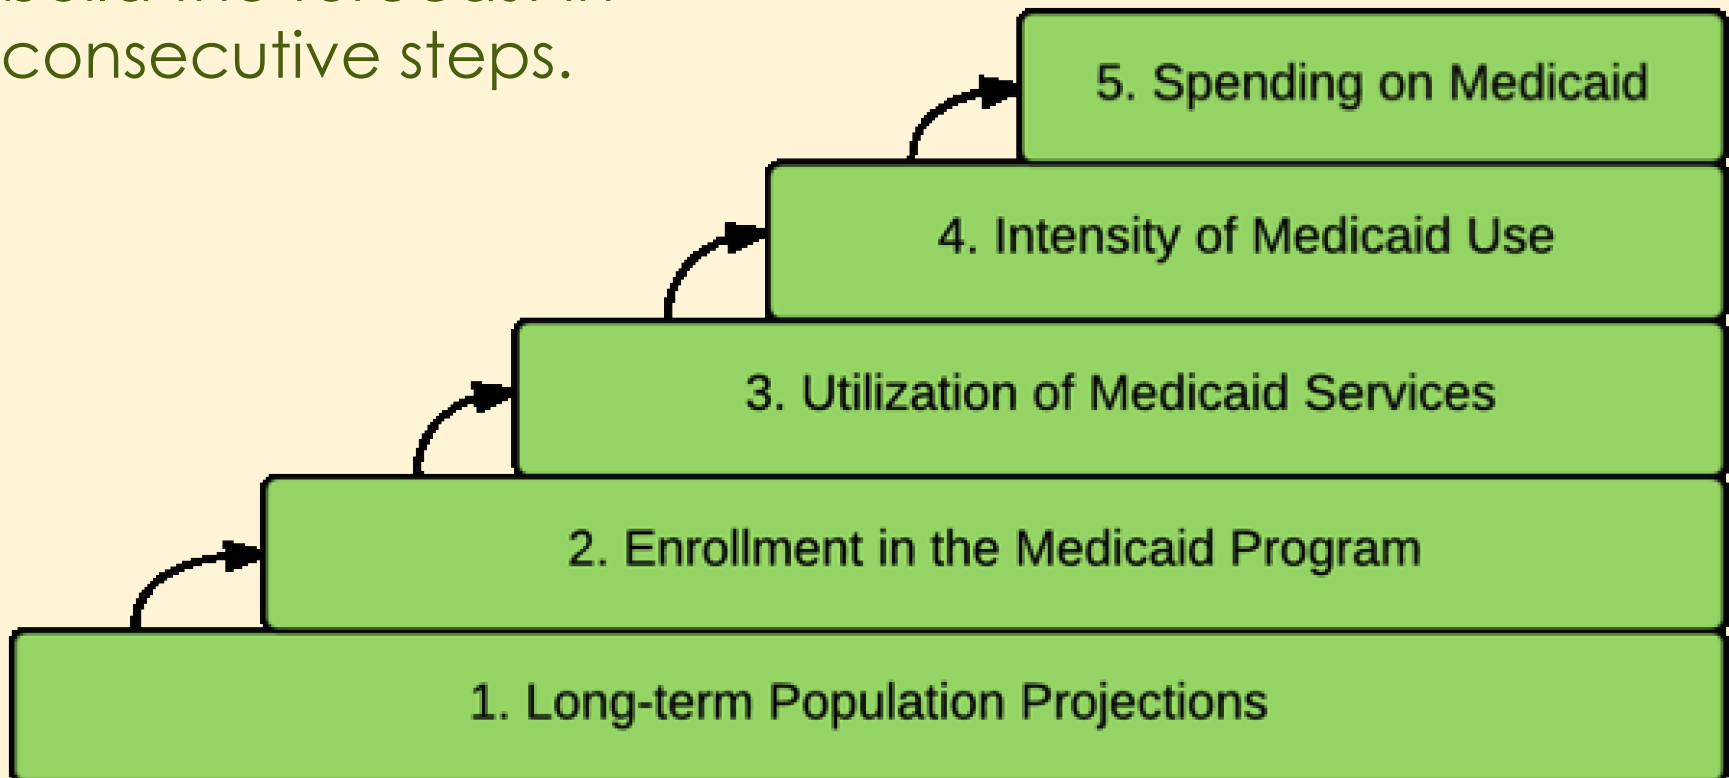 consecutive steps.
5. Spending on Medicaid
4. Intensity of Medicaid Use
3. Utilization of Medicaid Services
2. Enrollment in the Medicaid Program
1. Long-term Population Projections